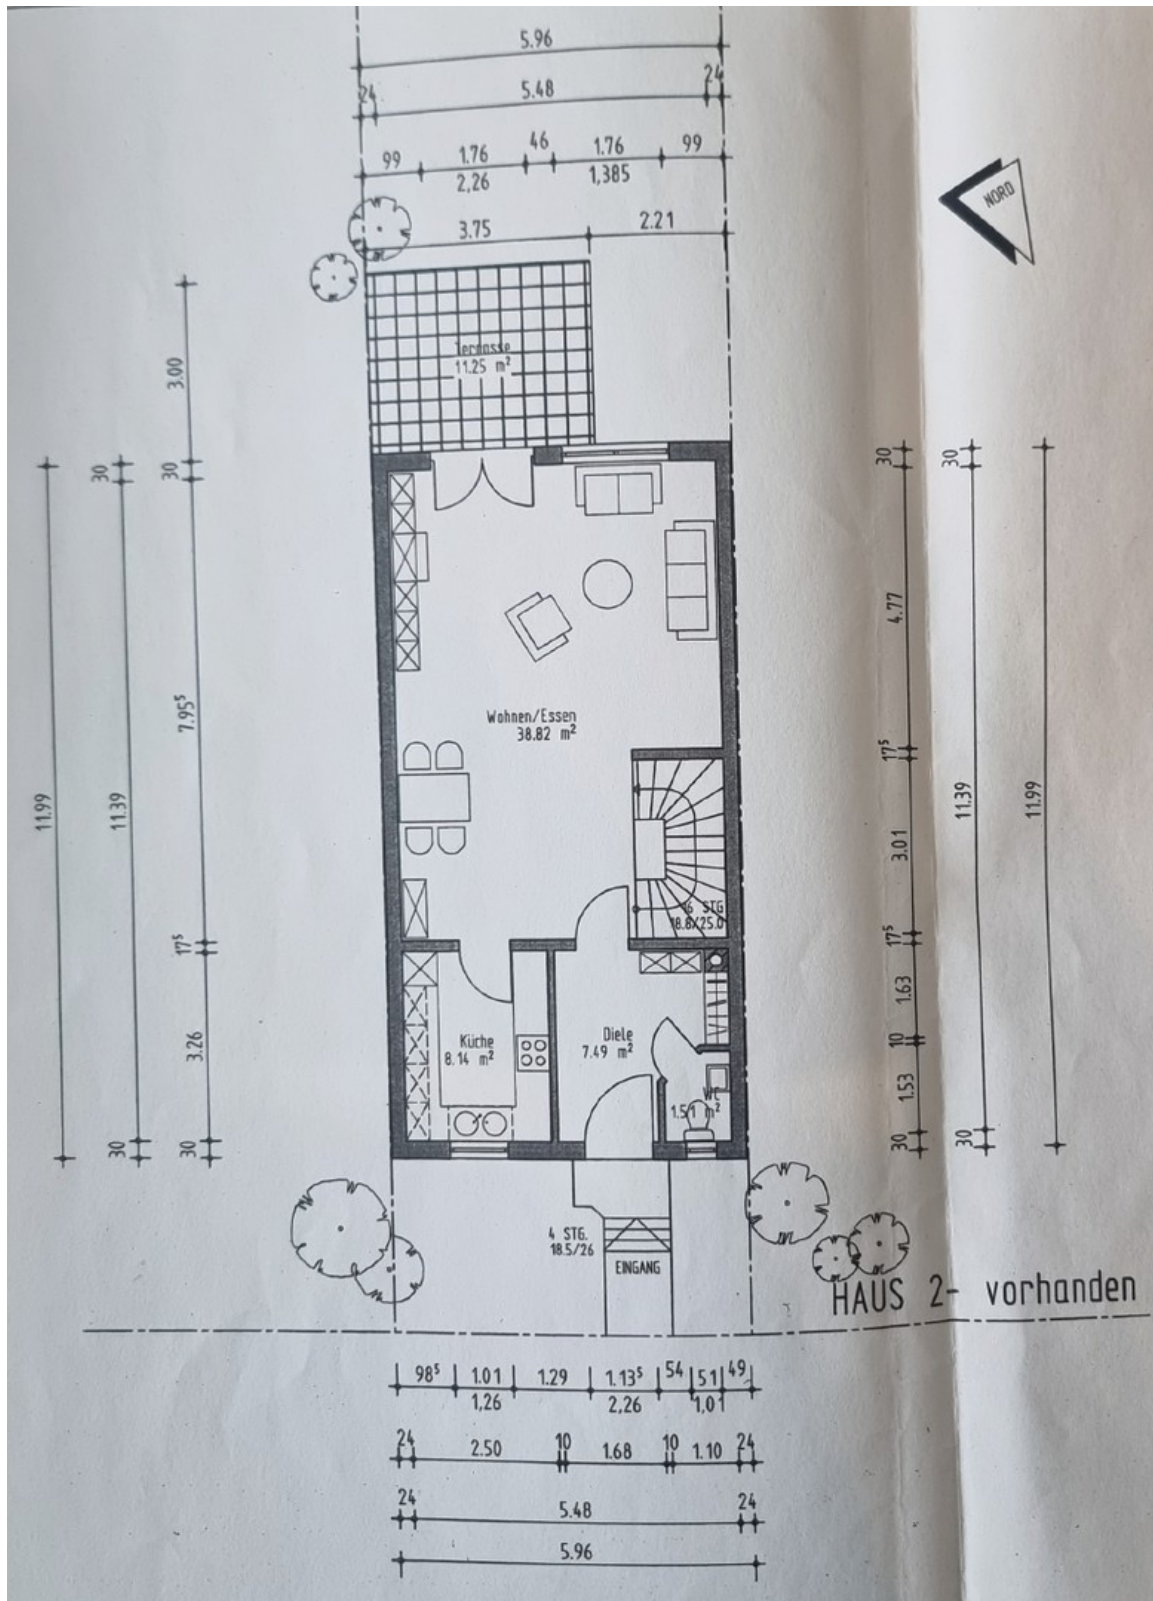 5.96
24 5.48 24
99 1.76 46 1.76 99
2,26 1,385
3.75 2.21
NORD
3.00
Terrasse
11.25 m²
30
30
30
30
30
4.77
7.95⁵
Wohnen/Essen
38.82 m²
17⁵
11.99
11.39
11.39
11.99
3.01
16 STG
18.8/25.0
17⁵
17⁵
1.63
Küche
8.14 m²
Diele
7.49 m²
3.26
10
1.53
WC
1.51 m²
30
30
30
30
4 STG.
18.5/26
EINGANG
HAUS 2- vorhanden
98⁵ 1.01 1.29 1.13⁵ 54 51 49
1,26 2,26 1,01
24 2.50 10 1.68 10 1.10 24
24 5.48 24
5.96